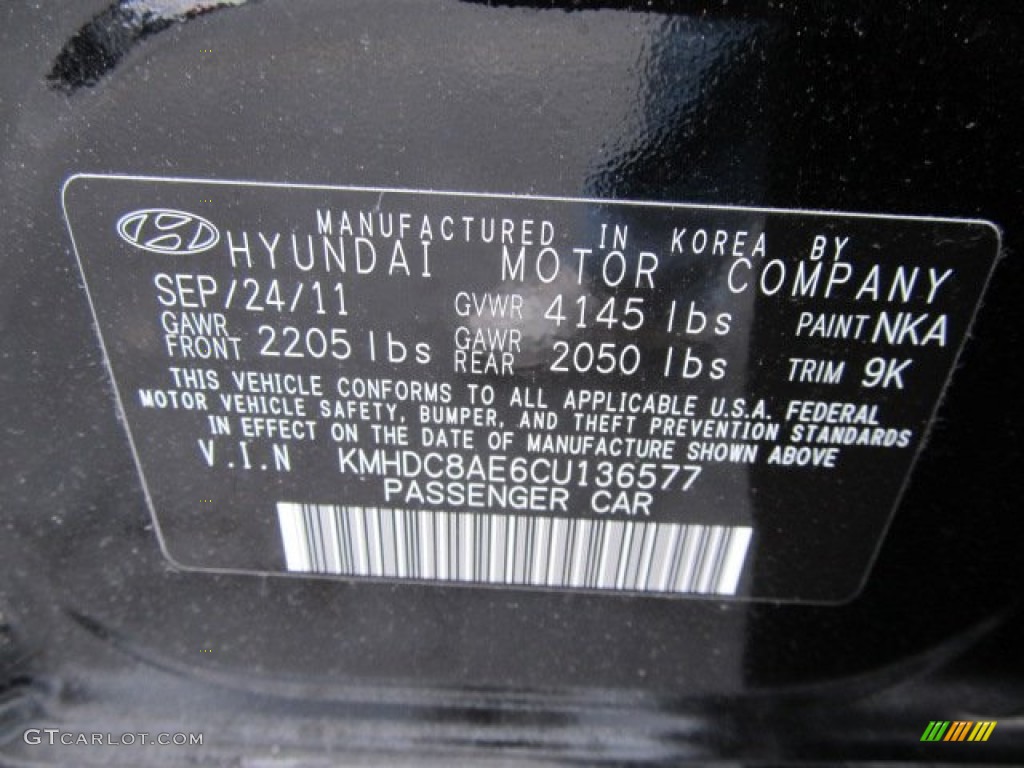 MANUFACTURED IN KOREA BY
HYUNDAI MOTOR COMPANY
SEP/24/11 GVWR 4145 lbs PAINT NKA
GAWR FRONT 2205 lbs GAWR REAR 2050 lbs TRIM 9K
THIS VEHICLE CONFORMS TO ALL APPLICABLE U.S.A. FEDERAL
MOTOR VEHICLE SAFETY, BUMPER, AND THEFT PREVENTION STANDARDS
IN EFFECT ON THE DATE OF MANUFACTURE SHOWN ABOVE
V.I.N KMHDC8AE6CU136577
PASSENGER CAR
GTCARLOT.COM